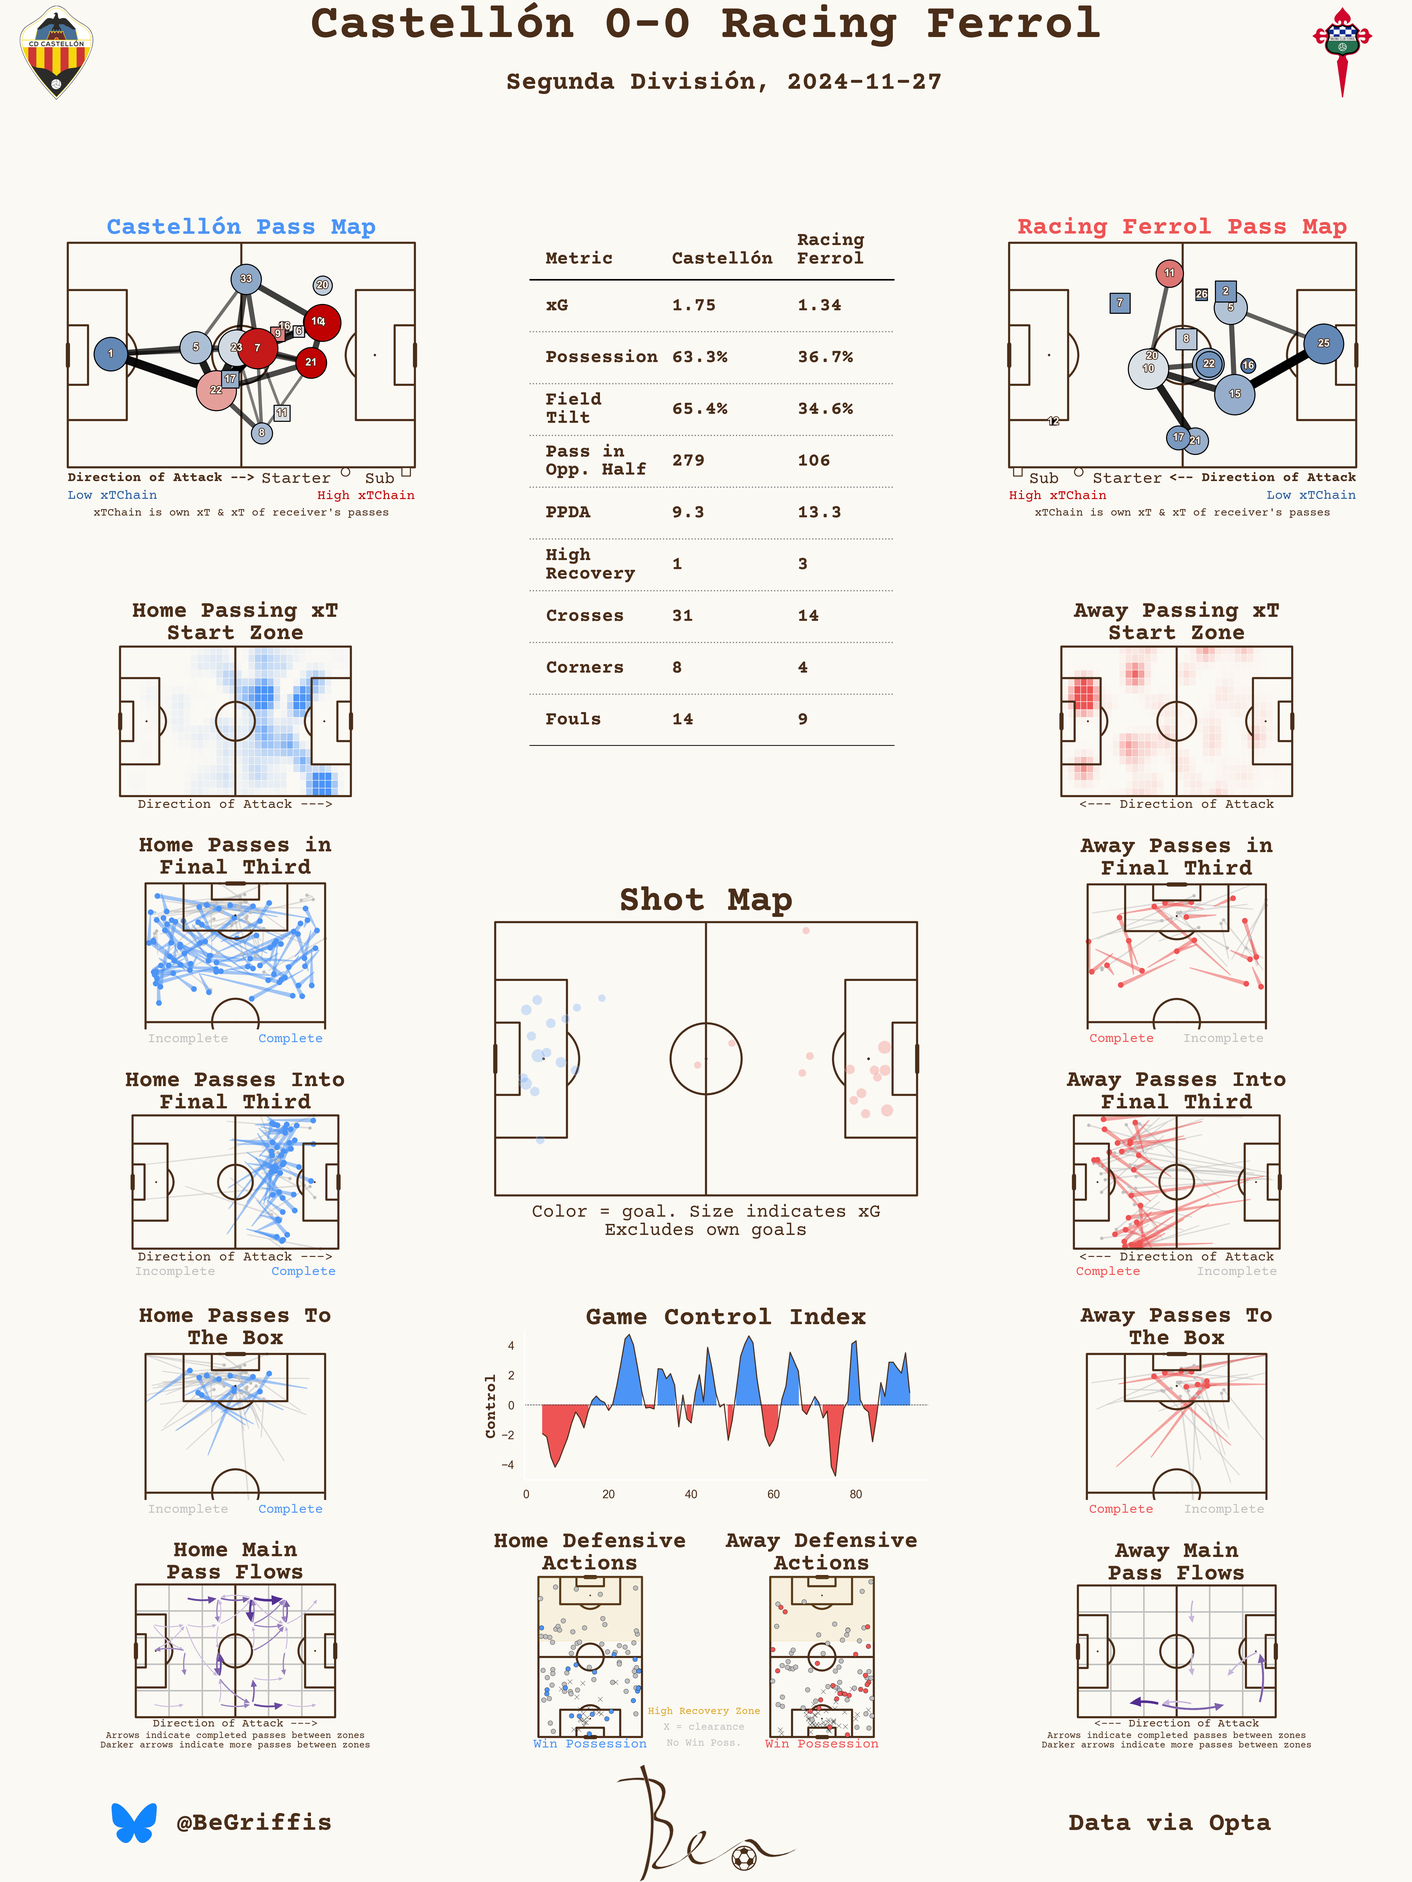 Castellón 0-0 Racing Ferrol
Segunda División, 2024-11-27
CD CASTELLÓN
Castellón Pass Map
33
20
16
9
6
10
4
1
5
23
7
21
17
22
11
8
Direction of Attack --> Starter Sub
Low xTChain High xTChain
xTChain is own xT & xT of receiver's passes
Metric Castellón Racing Ferrol
xG 1.75 1.34
Possession 63.3% 36.7%
Field Tilt 65.4% 34.6%
Pass in Opp. Half 279 106
PPDA 9.3 13.3
High Recovery 1 3
Crosses 31 14
Corners 8 4
Fouls 14 9
Racing Ferrol Pass Map
11
7
26
2
5
8
25
20
10
22
16
15
12
17
21
Sub Starter <-- Direction of Attack
High xTChain Low xTChain
xTChain is own xT & xT of receiver's passes
Home Passing xT
Start Zone
Direction of Attack --->
Away Passing xT
Start Zone
<--- Direction of Attack
Home Passes in
Final Third
Incomplete Complete
Away Passes in
Final Third
Complete Incomplete
Shot Map
Color = goal. Size indicates xG
Excludes own goals
Home Passes Into
Final Third
Direction of Attack --->
Incomplete Complete
Away Passes Into
Final Third
<--- Direction of Attack
Complete Incomplete
Home Passes To
The Box
Incomplete Complete
Game Control Index
Control
4
2
0
−2
−4
0 20 40 60 80
Away Passes To
The Box
Complete Incomplete
Home Main
Pass Flows
Direction of Attack --->
Arrows indicate completed passes between zones
Darker arrows indicate more passes between zones
Home Defensive
Actions
Win Possession
High Recovery Zone
X = clearance
No Win Poss.
Away Defensive
Actions
Win Possession
Away Main
Pass Flows
<--- Direction of Attack
Arrows indicate completed passes between zones
Darker arrows indicate more passes between zones
@BeGriffis
Ben
Data via Opta